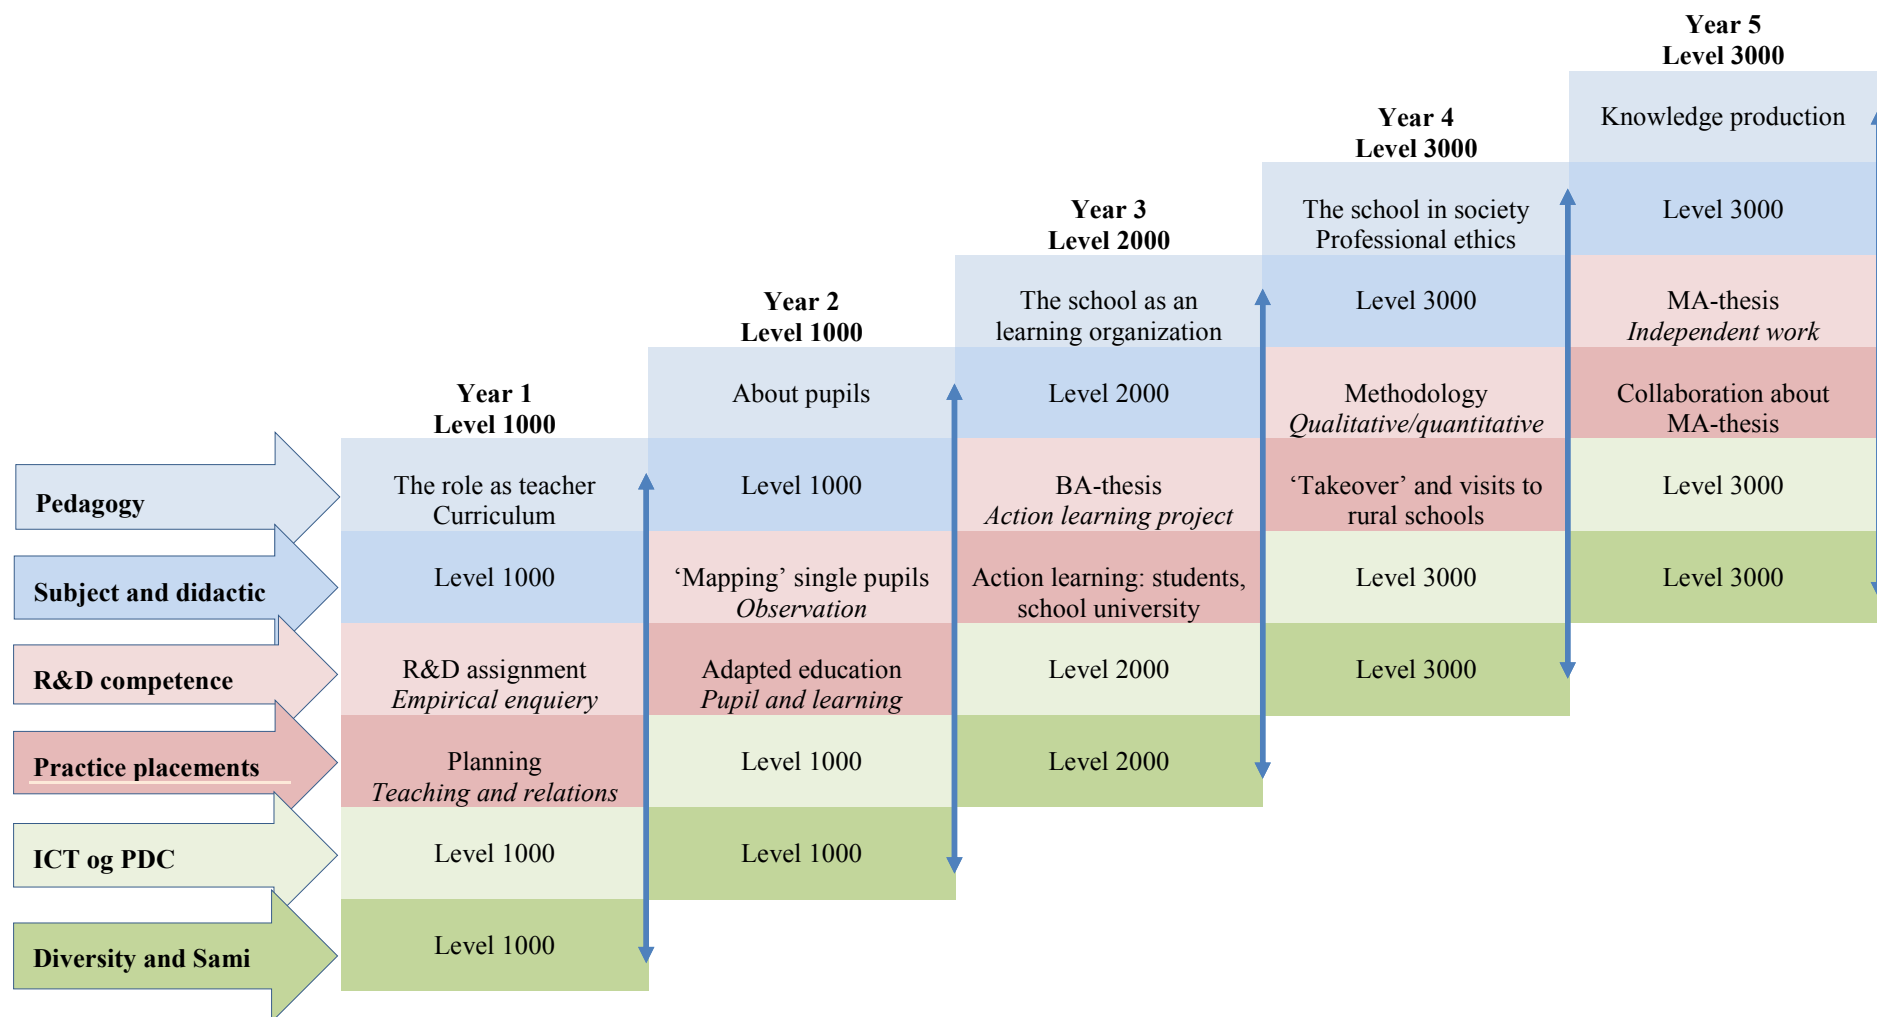 Year 5
Level 3000
Knowledge production
Level 3000
MA-thesis
Independent work
Collaboration about
MA-thesis
Level 3000
Level 3000
Year 4
Level 3000
The school in society
Professional ethics
Level 3000
Methodology
Qualitative/quantitative
‘Takeover’ and visits to
rural schools
Level 3000
Level 3000
Year 3
Level 2000
The school as an
learning organization
Level 2000
BA-thesis
Action learning project
Action learning: students,
school university
Level 2000
Level 2000
Year 2
Level 1000
About pupils
Level 1000
‘Mapping’ single pupils
Observation
Adapted education
Pupil and learning
Level 1000
Level 1000
Year 1
Level 1000
The role as teacher
Curriculum
Level 1000
R&D assignment
Empirical enquiery
Planning
Teaching and relations
Level 1000
Level 1000
Pedagogy
Subject and didactic
R&D competence
Practice placements
ICT og PDC
Diversity and Sami